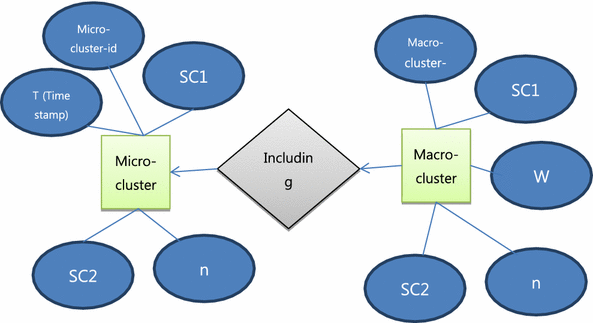 Micro-
cluster-id
SC1
T (Time
stamp)
Micro-
cluster
SC2
n
Includin
g
Macro-
cluster-
SC1
Macro-
cluster
W
SC2
n